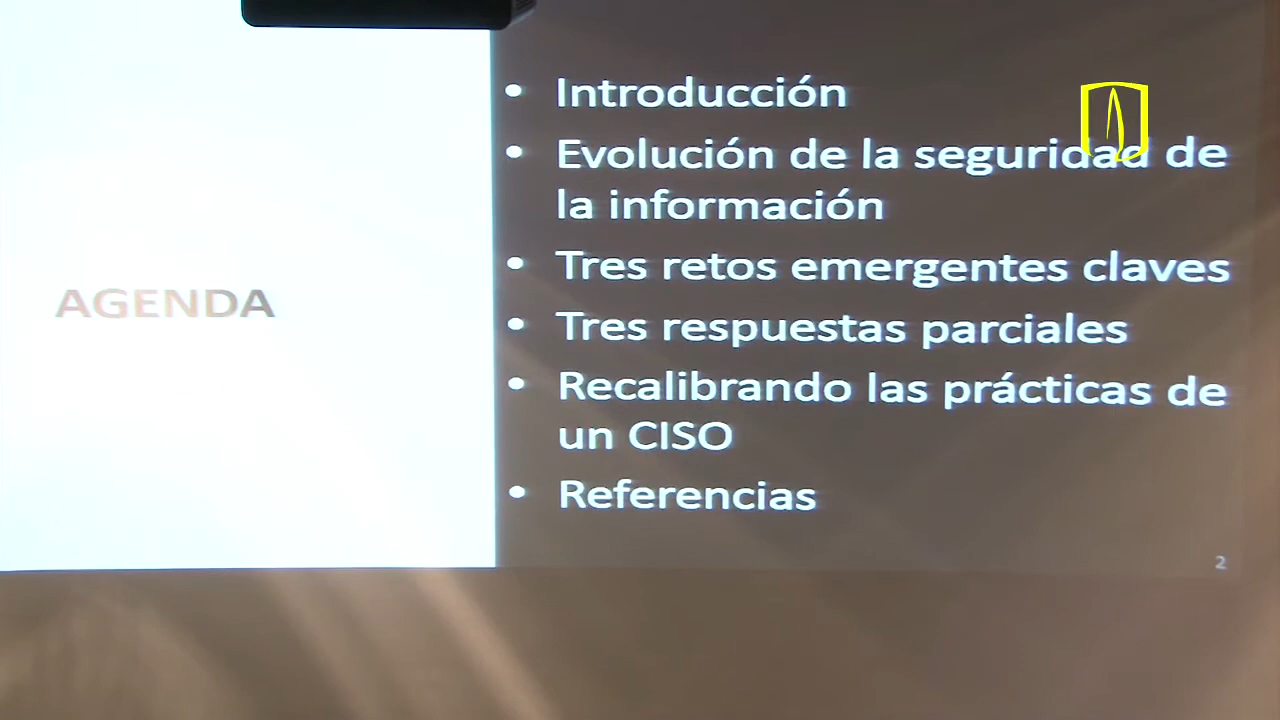 AGENDA
• Introducción
• Evolución de la seguridad de
la información
• Tres retos emergentes claves
• Tres respuestas parciales
• Recalibrando las prácticas de
un CISO
• Referencias
2